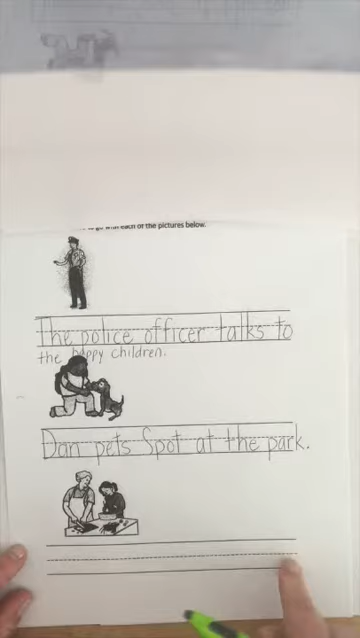 to go with each of the pictures below.
The police officer talks to
the happy children.
Dan pets Spot at the park.